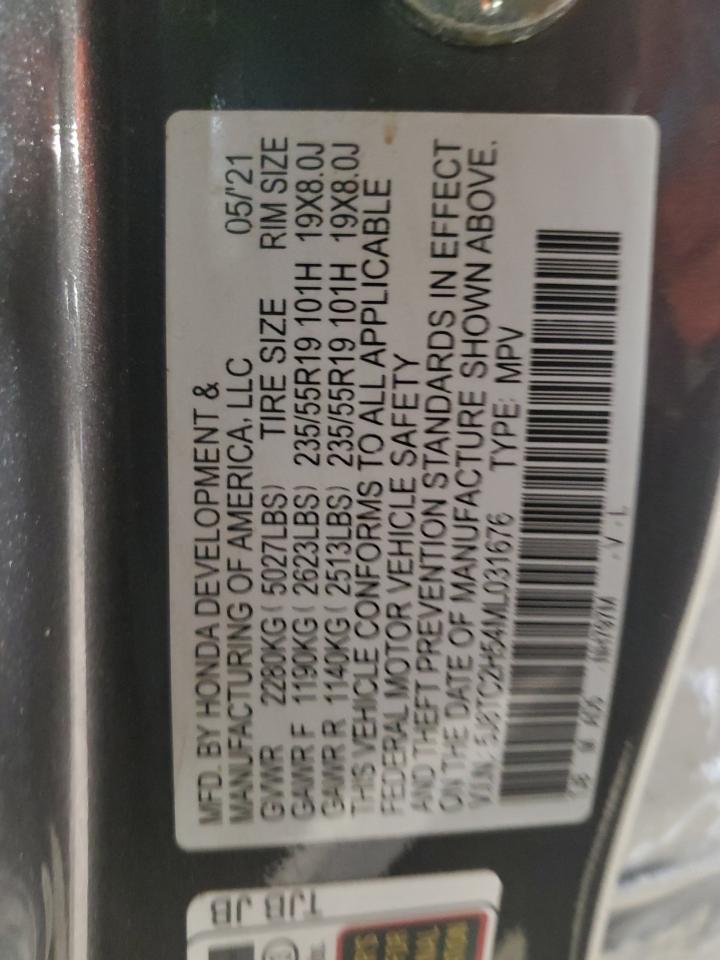 MFD. BY HONDA DEVELOPMENT &
MANUFACTURING OF AMERICA, LLC 05/'21
GVWR 2280KG ( 5027LBS) TIRE SIZE RIM SIZE
GAWR F 1190KG ( 2623LBS) 235/55R19 101H 19X8.0J
GAWR R 1140KG ( 2513LBS) 235/55R19 101H 19X8.0J
THIS VEHICLE CONFORMS TO ALL APPLICABLE
FEDERAL MOTOR VEHICLE SAFETY
AND THEFT PREVENTION STANDARDS IN EFFECT
ON THE DATE OF MANUFACTURE SHOWN ABOVE.
V.I.N.: 5J8TC2H54ML031676 TYPE: MPV
TJB JB